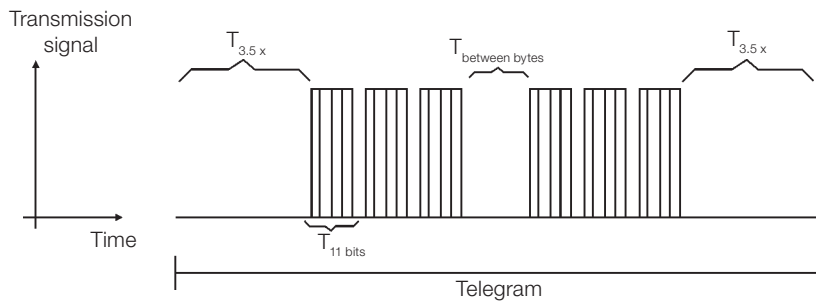 Transmission
signal
T3.5 x
Tbetween bytes
T3.5 x
Time
T11 bits
Telegram